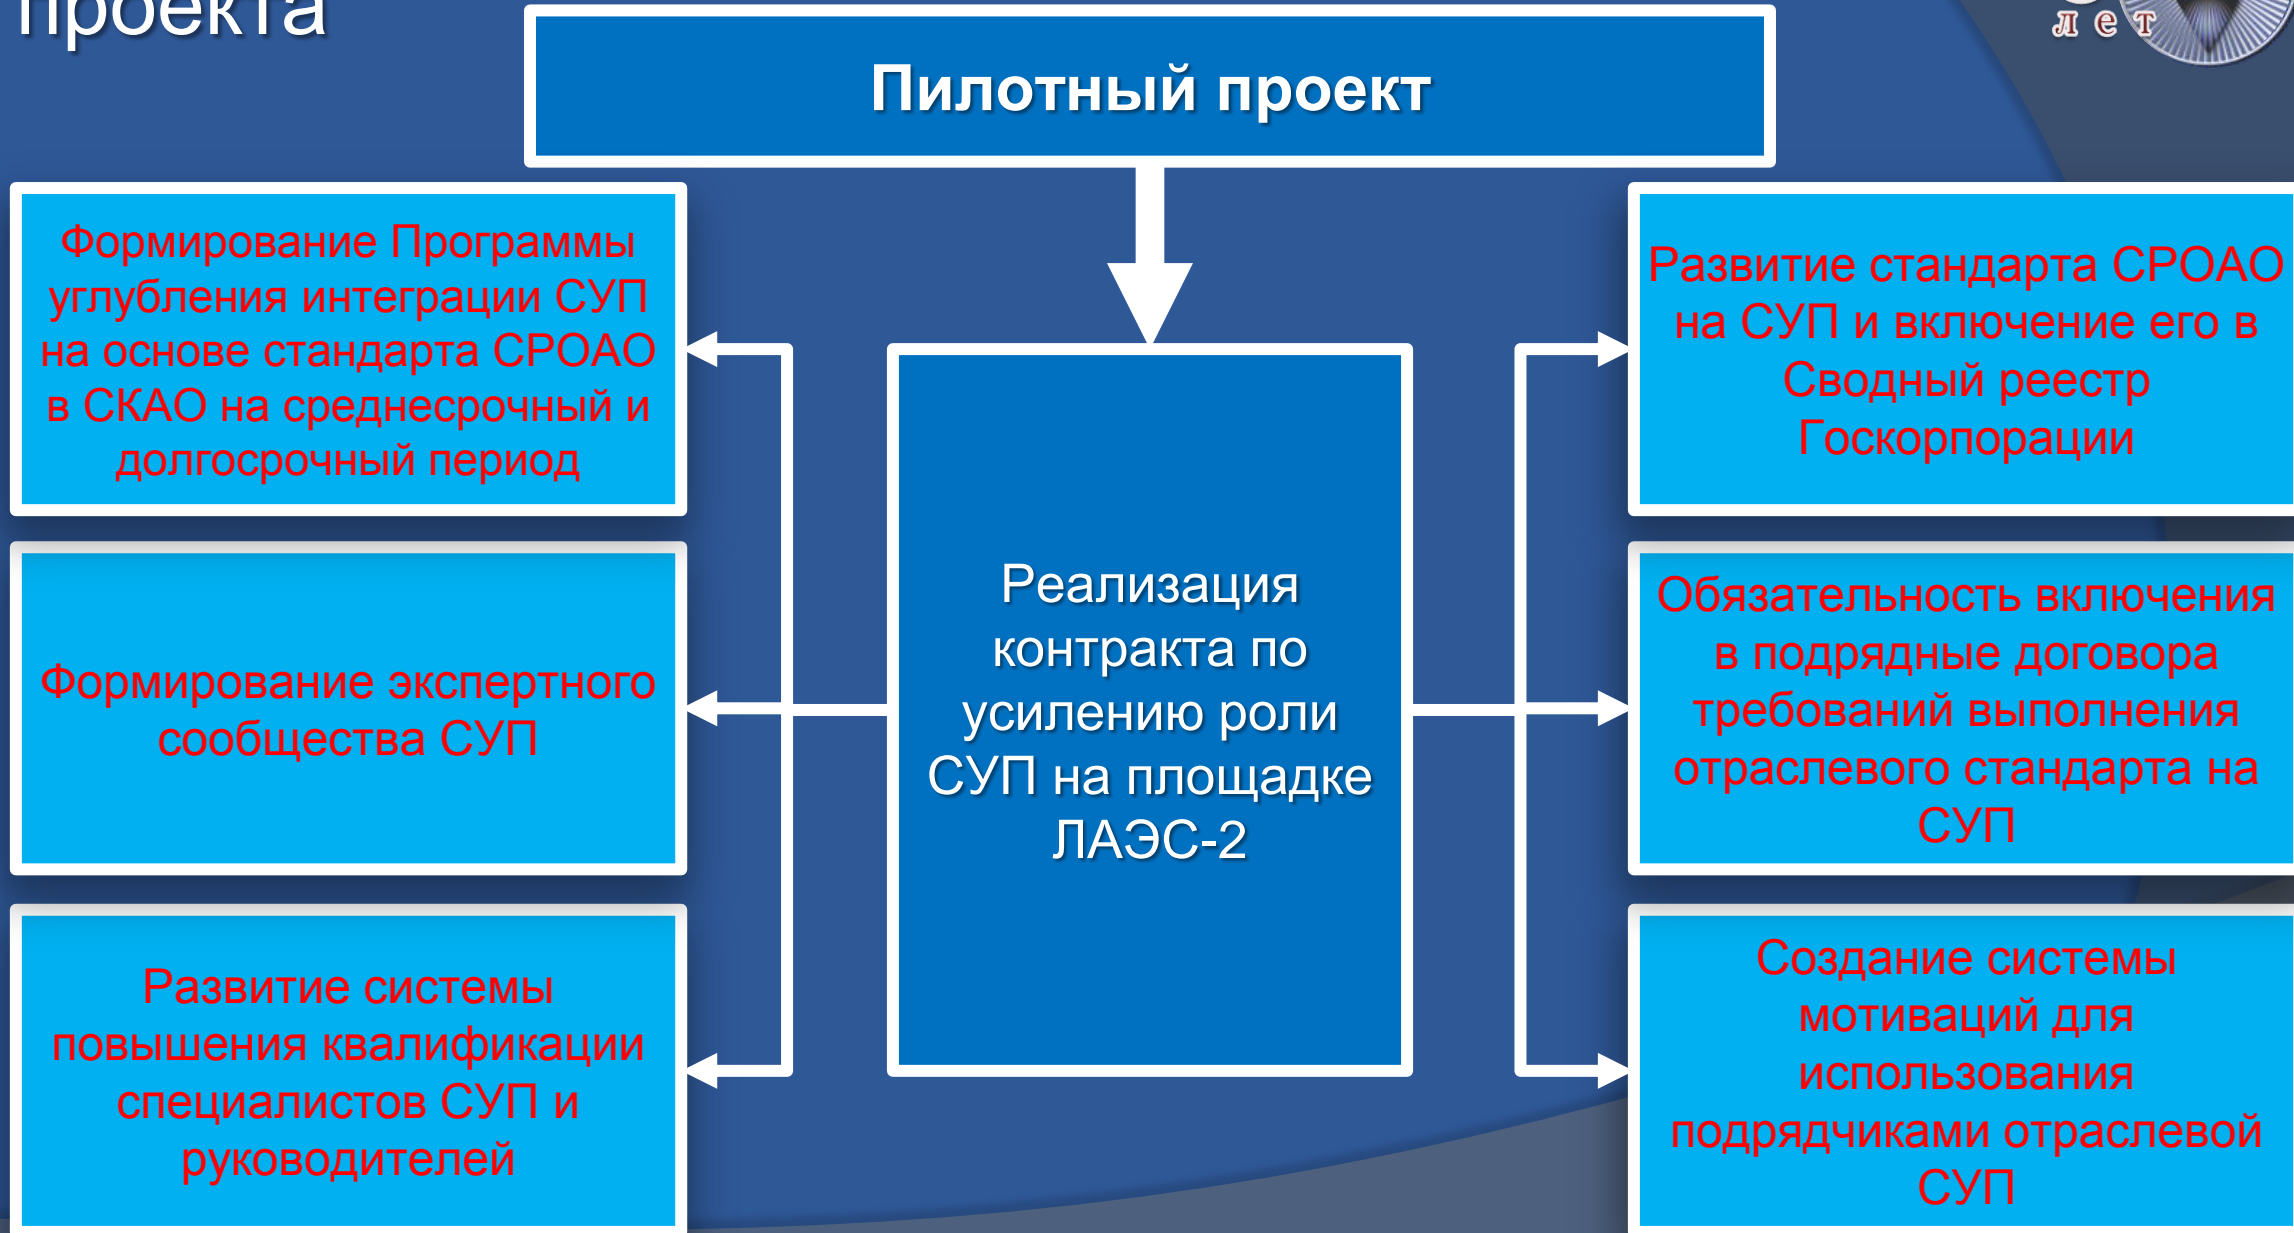 проекта
лет
Пилотный проект
Формирование Программы
углубления интеграции СУП
на основе стандарта СРОАО
в СКАО на среднесрочный и
долгосрочный период
Формирование экспертного
сообщества СУП
Развитие системы
повышения квалификации
специалистов СУП и
руководителей
Реализация
контракта по
усилению роли
СУП на площадке
ЛАЭС-2
Развитие стандарта СРОАО
на СУП и включение его в
Сводный реестр
Госкорпорации
Обязательность включения
в подрядные договора
требований выполнения
отраслевого стандарта на
СУП
Создание системы
мотиваций для
использования
подрядчиками отраслевой
СУП